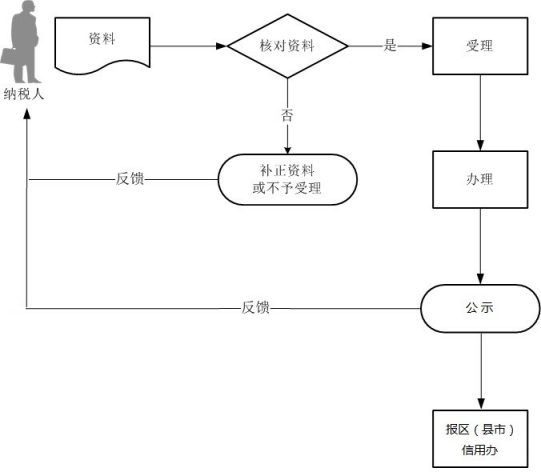 资料
核对资料
是
受理
纳税人
否
补正资料
或不予受理
反馈
办理
反馈
公示
报区（县市）
信用办